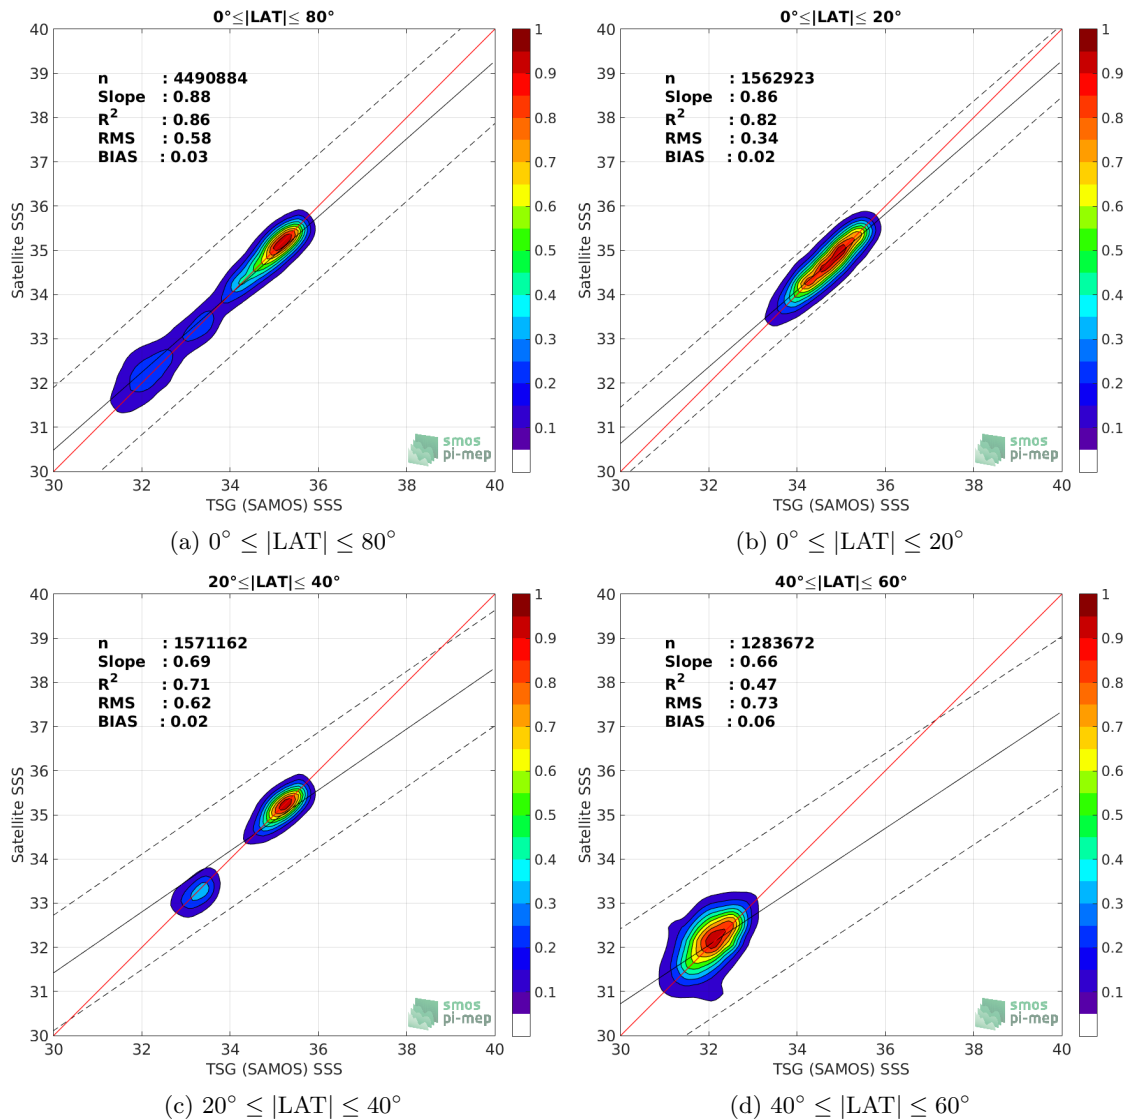 0°≤|LAT|≤ 80°
40
39
38
37
36
35
34
33
32
31
30
Satellite SSS
n : 4490884
Slope : 0.88
R² : 0.86
RMS : 0.58
BIAS : 0.03
smos
pi-mep
30 32 34 36 38 40
TSG (SAMOS) SSS
1
0.9
0.8
0.7
0.6
0.5
0.4
0.3
0.2
0.1
(a) 0° ≤ |LAT| ≤ 80°
0°≤|LAT|≤ 20°
40
39
38
37
36
35
34
33
32
31
30
Satellite SSS
n : 1562923
Slope : 0.86
R² : 0.82
RMS : 0.34
BIAS : 0.02
smos
pi-mep
30 32 34 36 38 40
TSG (SAMOS) SSS
1
0.9
0.8
0.7
0.6
0.5
0.4
0.3
0.2
0.1
(b) 0° ≤ |LAT| ≤ 20°
20°≤|LAT|≤ 40°
40
39
38
37
36
35
34
33
32
31
30
Satellite SSS
n : 1571162
Slope : 0.69
R² : 0.71
RMS : 0.62
BIAS : 0.02
smos
pi-mep
30 32 34 36 38 40
TSG (SAMOS) SSS
1
0.9
0.8
0.7
0.6
0.5
0.4
0.3
0.2
0.1
(c) 20° ≤ |LAT| ≤ 40°
40°≤|LAT|≤ 60°
40
39
38
37
36
35
34
33
32
31
30
Satellite SSS
n : 1283672
Slope : 0.66
R² : 0.47
RMS : 0.73
BIAS : 0.06
smos
pi-mep
30 32 34 36 38 40
TSG (SAMOS) SSS
1
0.9
0.8
0.7
0.6
0.5
0.4
0.3
0.2
0.1
(d) 40° ≤ |LAT| ≤ 60°